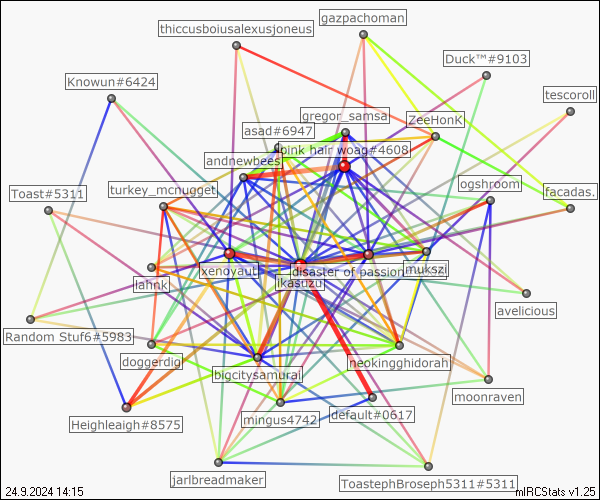 gazpachoman
thiccusboiusalexusjoneus
Duck™#9103
Knowun#6424
tescoroll
gregor_samsa
ZeeHonK
asad#6947
pink hair woag#4608
andnewbees
ogshroom
turkey_mcnugget
Toast#5311
facadas.
xenoyaut
disaster of passion
mukszi
lahnk
ikasuzu
avelicious
Random Stuf6#5983
doggerdig
neokingghidorah
bigcitysamurai
moonraven
default#0617
mingus4742
Heighleaigh#8575
jarlbreadmaker
ToastephBroseph5311#5311
24.9.2024 14:15
mIRCStats v1.25